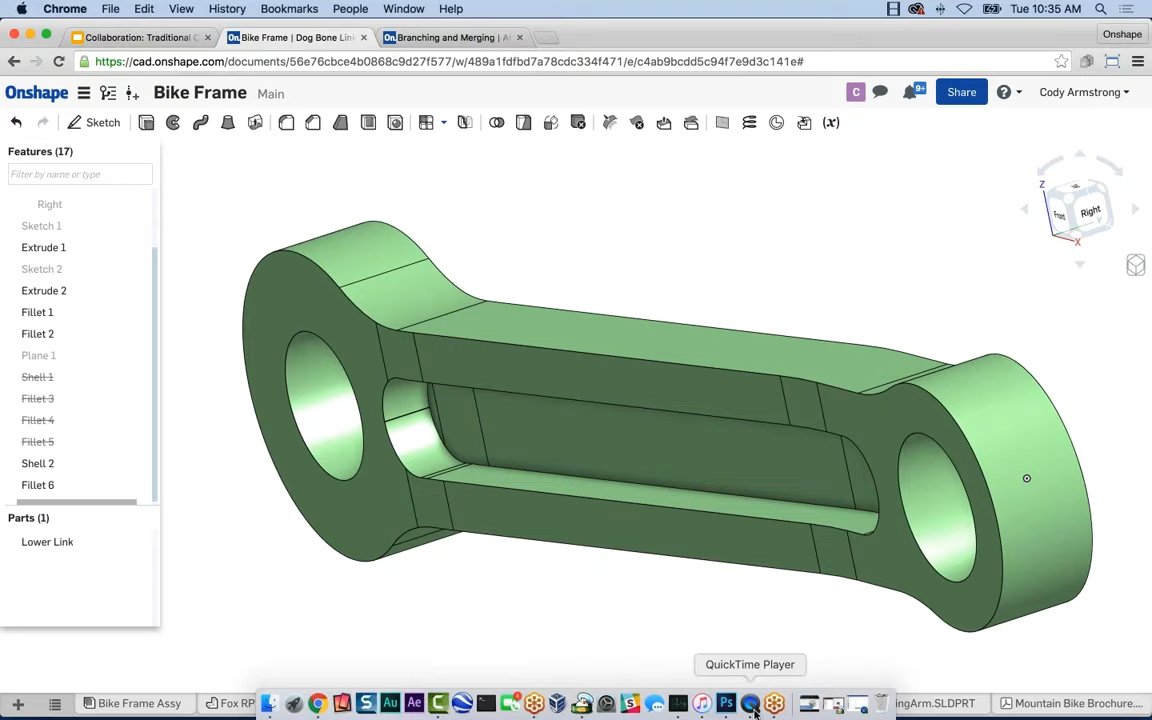 Chrome File Edit View History Bookmarks People Window Help Tue 10:35 AM
Collaboration: Traditional C × Bike Frame | Dog Bone Lin × Branching and Merging | A × Onshape
https://cad.onshape.com/documents/56e76cbce4b0868c9d27f577/w/489a1fdfbd7a78cdc334f471/e/c4ab9bcdd5c94f7e9d3c141e#
Onshape Bike Frame Main C 9+ Share ? Cody Armstrong
Sketch (x)
Features (17)
Filter by name or type
Right
Sketch 1
Extrude 1
Sketch 2
Extrude 2
Fillet 1
Fillet 2
Plane 1
Shell 1
Fillet 3
Fillet 4
Fillet 5
Shell 2
Fillet 6
Parts (1)
Lower Link
Z
Front Right
Y
X
QuickTime Player
Bike Frame Assy Fox RP
Au Ae Ps
ingArm.SLDPRT Mountain Bike Brochure....